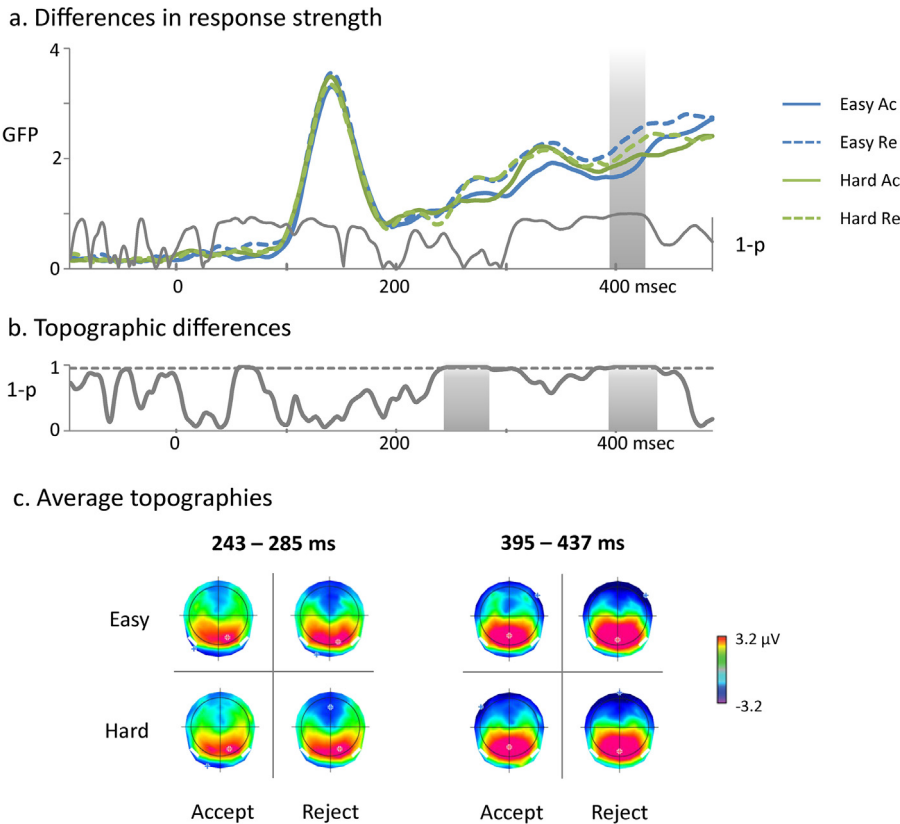 a. Differences in response strength
4
GFP
2
0
0
200
400 msec
1-p
Easy Ac
Easy Re
Hard Ac
Hard Re
b. Topographic differences
1
1-p
0
0
200
400 msec
c. Average topographies
243 – 285 ms
395 – 437 ms
Easy
Hard
3.2 µV
-3.2
Accept
Reject
Accept
Reject